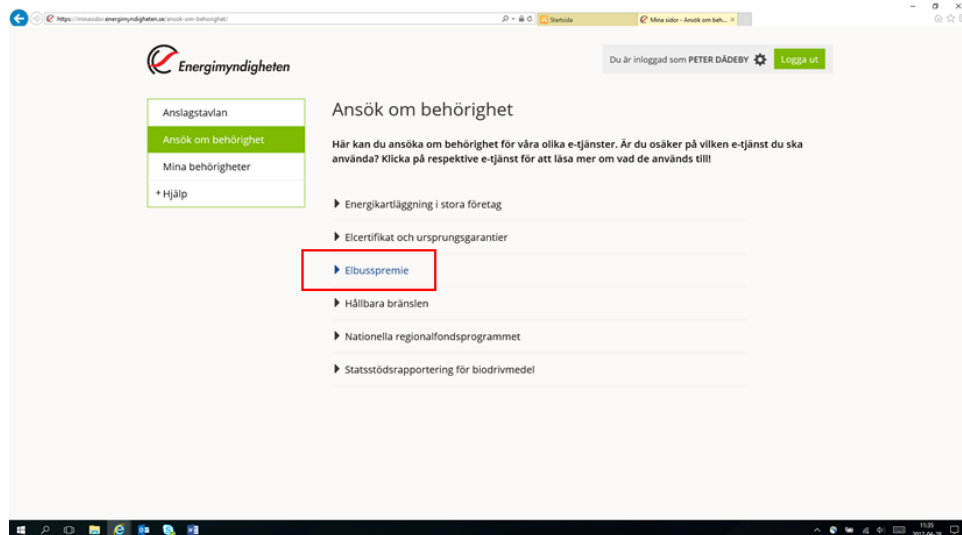 https://minasidor.energimyndigheten.se/ansok-om-behorighet/
Startsida
Mina sidor - Ansök om beh...
Energimyndigheten
Du är inloggad som PETER DÄDEBY
Logga ut
Anslagstavlan
Ansök om behörighet
Mina behörigheter
+ Hjälp
Ansök om behörighet
Här kan du ansöka om behörighet för våra olika e-tjänster. Är du osäker på vilken e-tjänst du ska
använda? Klicka på respektive e-tjänst för att läsa mer om vad de används till!
Energikartläggning i stora företag
Elcertifikat och ursprungsgarantier
Elbusspremie
Hållbara bränslen
Nationella regionalfondsprogrammet
Statsstödsrapportering för biodrivmedel
11:35
2017-04-28